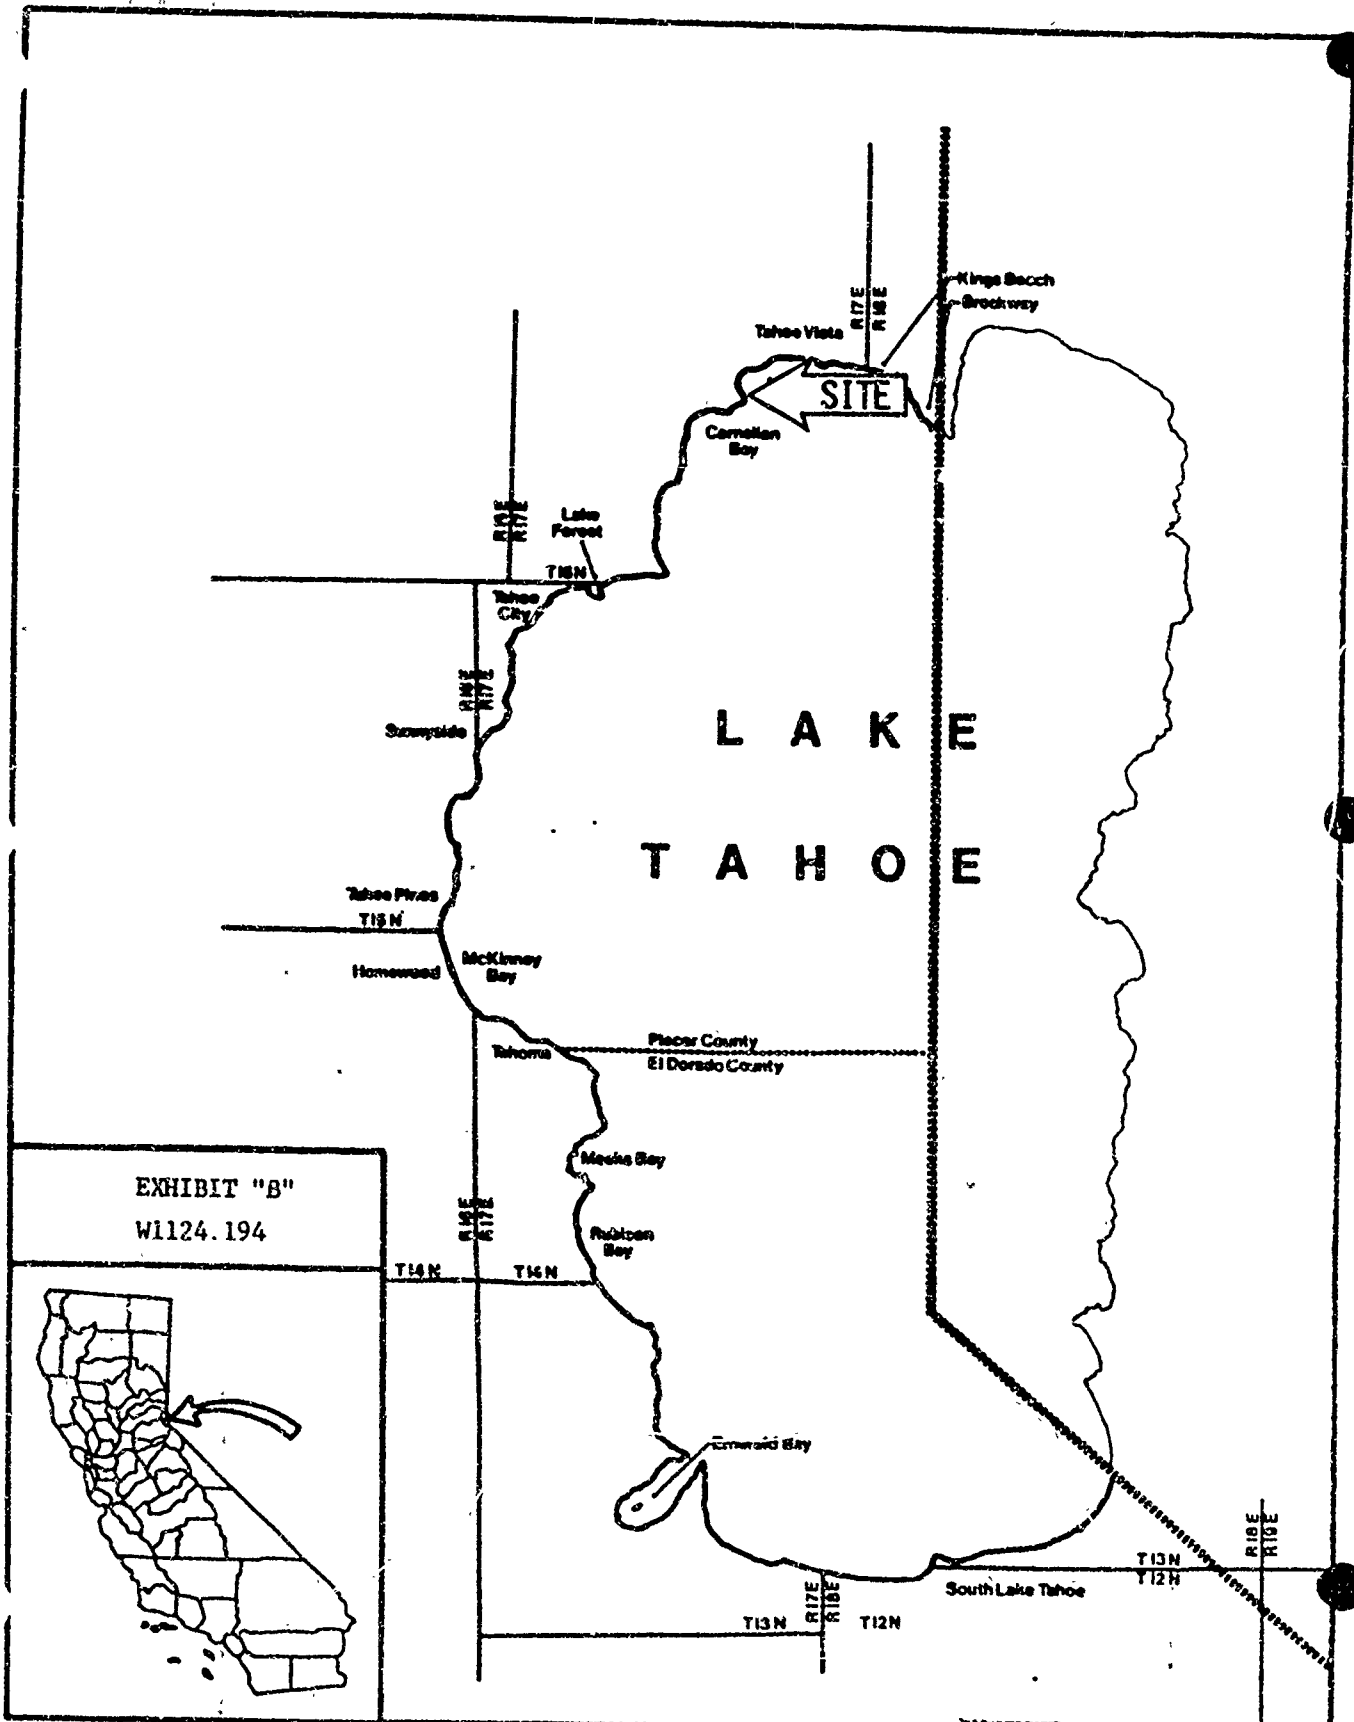 Kings Beach
Brockway
R17E
R18E
Tahoe Vista
SITE
Carnelian
Bay
R16E
R17E
Lake
Forest
T16N
Tahoe
City
R16E
R17E
Sunnyside
LAKE
TAHOE
Tahoe Pines
T15N
McKinney
Bay
Homewood
Placer County
Tahoma
El Dorado County
Meeks Bay
EXHIBIT "B"
W1124.194
R16E
R17E
Rubicon
Bay
T14N
T14N
Emerald Bay
R18E
R19E
T13N
T12N
South Lake Tahoe
R17E
R18E
T13N
T12N